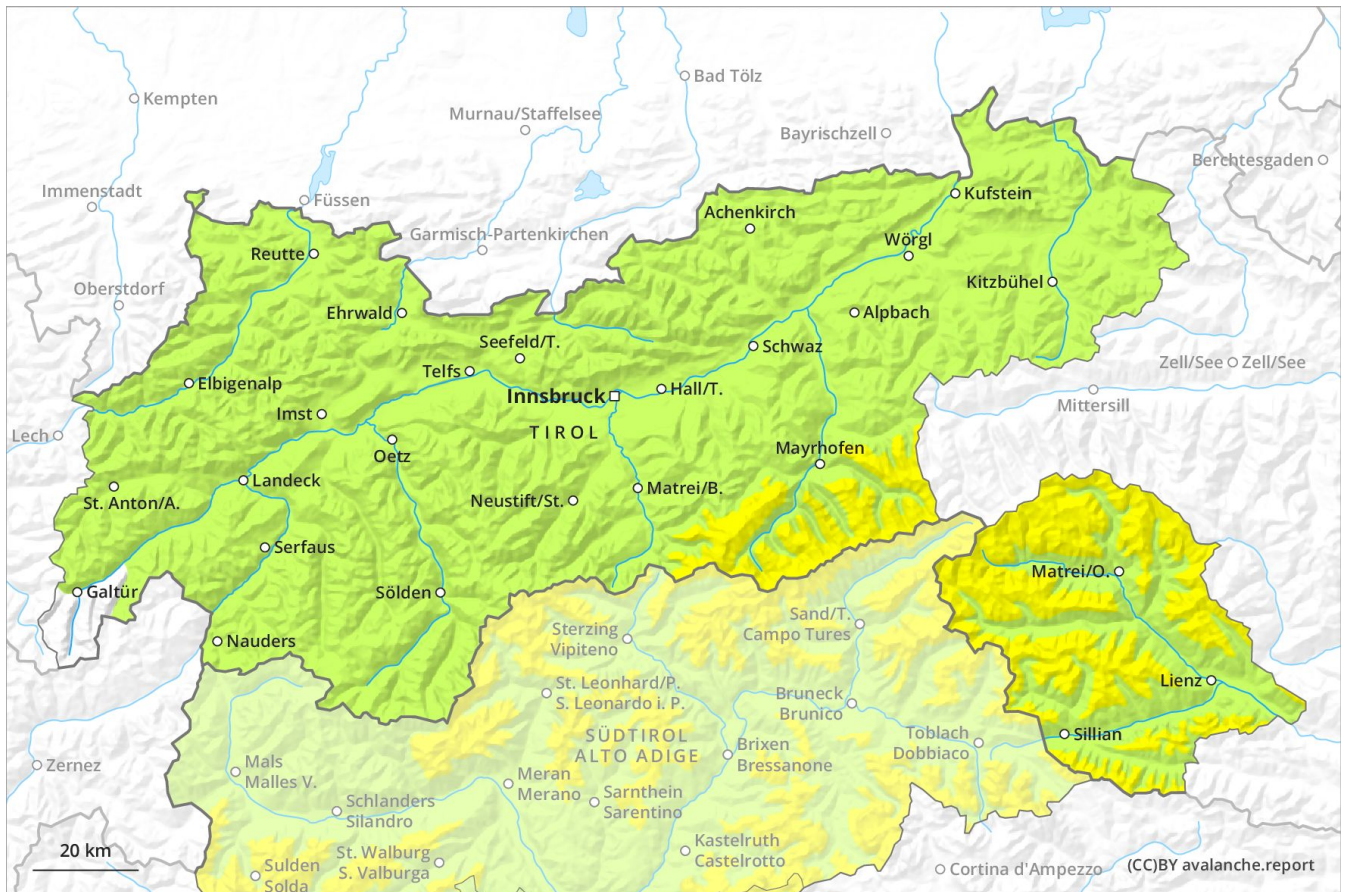 Kempten
Bad Tölz
Murnau/Staffelsee
Bayrischzell
Berchtesgaden
Immenstadt
Füssen
Kufstein
Achenkirch
Garmisch-Partenkirchen
Wörgl
Reutte
Oberstdorf
Kitzbühel
Ehrwald
Alpbach
Seefeld/T.
Schwaz
Zell/See
Zell/See
Telfs
Elbigenalp
Hall/T.
Innsbruck
Mittersill
Imst
TIROL
Lech
Mayrhofen
Oetz
Landeck
Matrei/B.
St. Anton/A.
Neustift/St.
Serfaus
Matrei/O.
Galtür
Sölden
Sand/T.
Campo Tures
Sterzing
Vipiteno
Nauders
Lienz
St. Leonhard/P.
S. Leonardo i. P.
Bruneck
Brunico
Sillian
SÜDTIROL
ALTO ADIGE
Toblach
Dobbiaco
Brixen
Bressanone
Zernez
Mals
Malles V.
Meran
Merano
Sarnthein
Sarentino
Schlanders
Silandro
Kastelruth
Castelrotto
20 km
St. Walburg
S. Valburga
Sulden
Solda
Cortina d'Ampezzo
(CC)BY avalanche.report